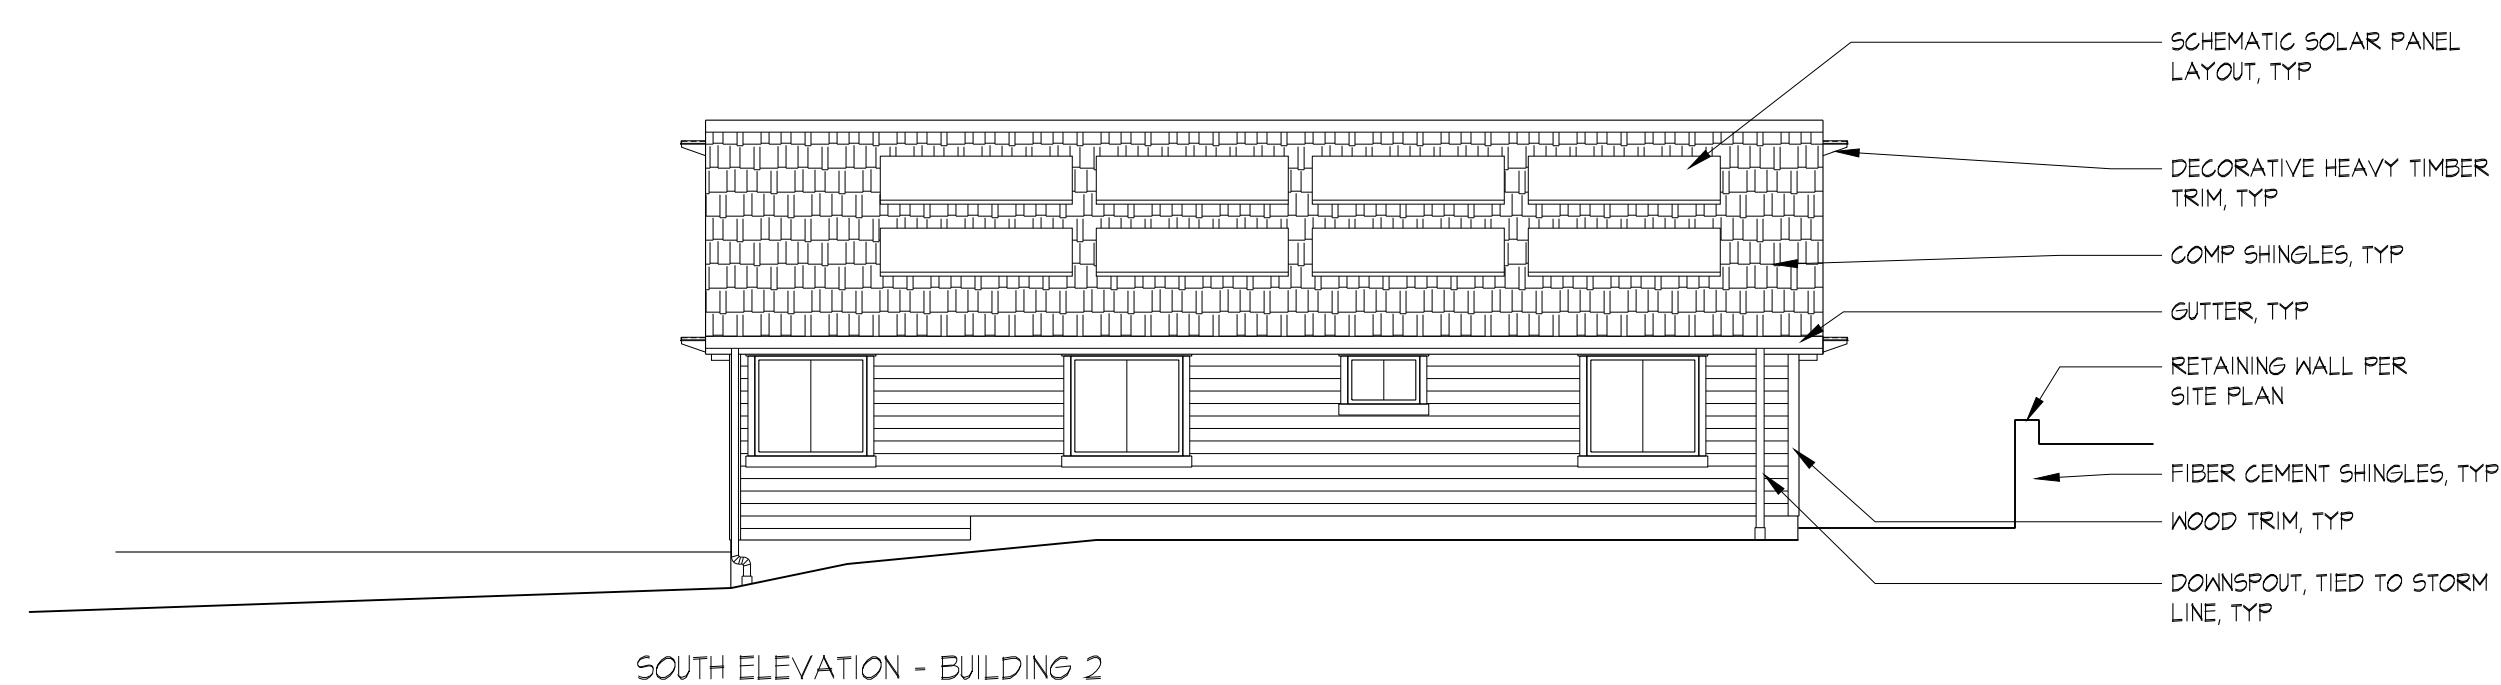 SCHEMATIC SOLAR PANEL
LAYOUT, TYP
DECORATIVE HEAVY TIMBER
TRIM, TYP
COMP SHINGLES, TYP
GUTTER, TYP
RETAINING WALL PER
SITE PLAN
FIBER CEMENT SHINGLES, TYP
WOOD TRIM, TYP
DOWNSPOUT, TIED TO STORM
LINE, TYP
SOUTH ELEVATION - BUILDING 2